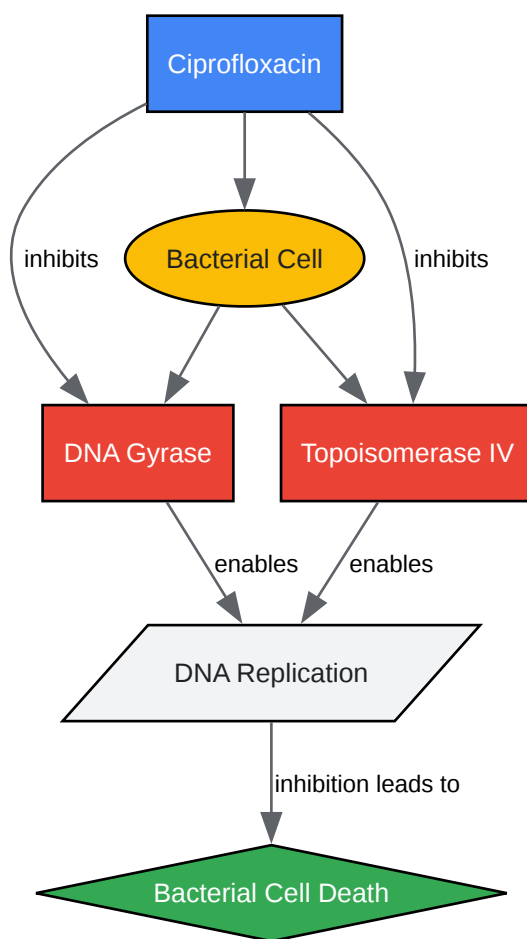 Ciprofloxacin
Bacterial Cell
inhibits
inhibits
DNA Gyrase
Topoisomerase IV
enables
enables
DNA Replication
inhibition leads to
Bacterial Cell Death